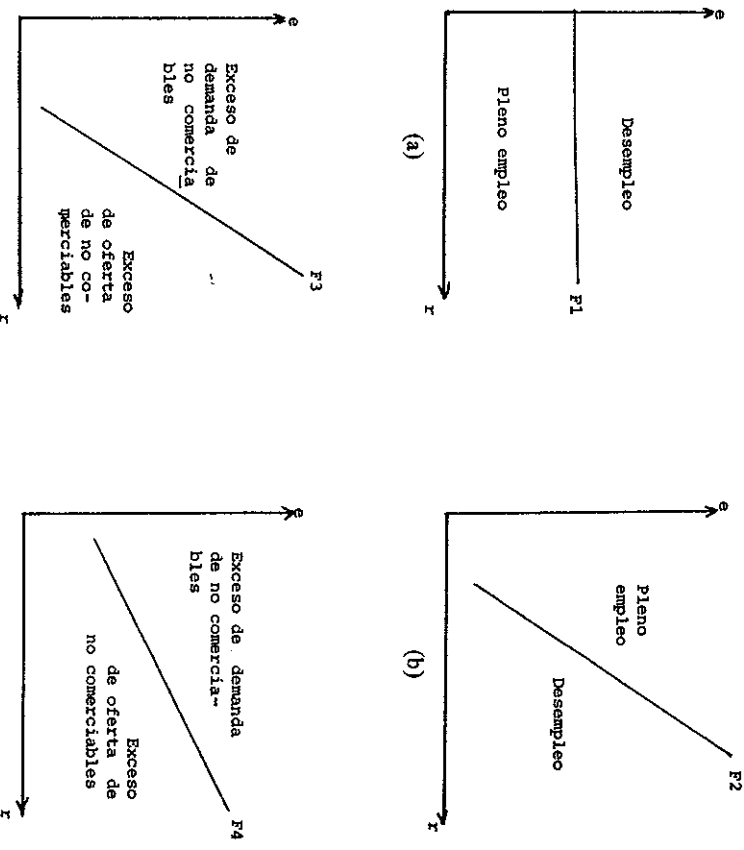 e
Desempleo
F1
Pleno empleo
r
(a)
e
F2
Pleno
empleo
Desempleo
r
(b)
e
F3
Exceso de
demanda de
no comercia
bles
Exceso
de oferta
de no co-
merciables
r
e
Exceso de demanda
de no comercia-
bles
F4
Exceso
de oferta de
no comerciables
r